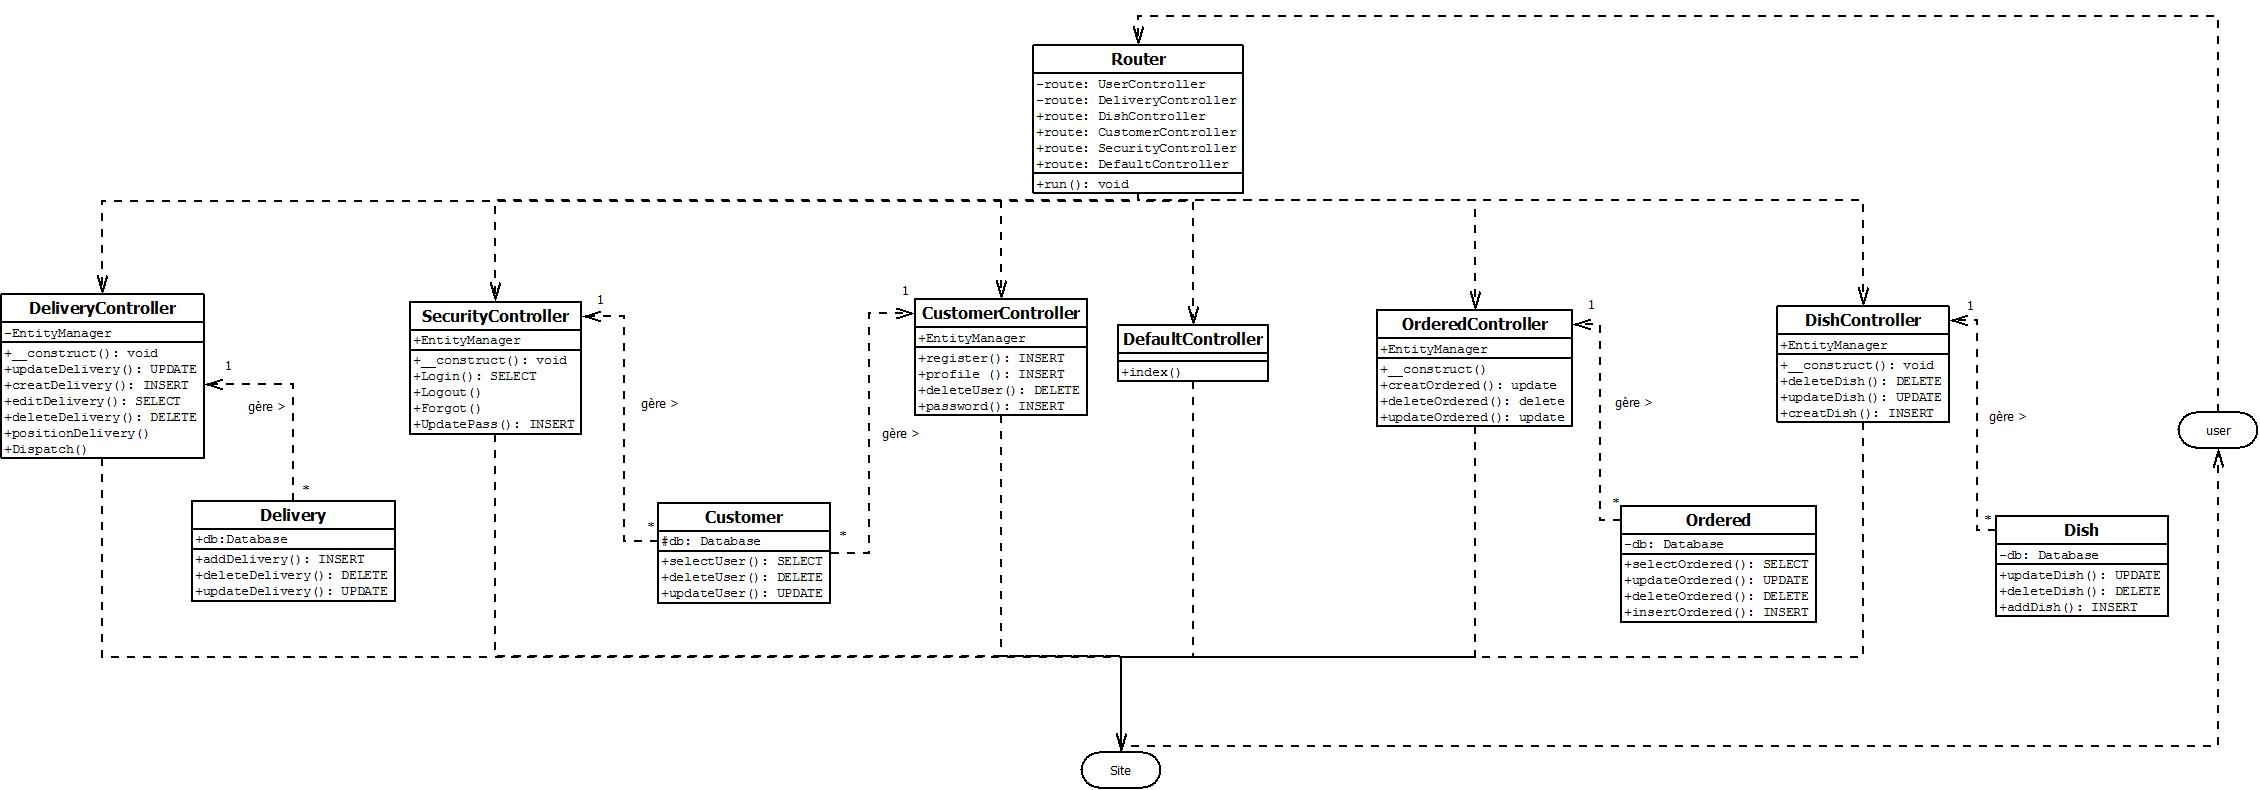 Router
-route: UserController
-route: DeliveryController
+route: DishController
+route: CustomerController
+route: SecurityController
+route: DefaultController
+run(): void
DeliveryController
-EntityManager
+__construct(): void
+updateDelivery(): UPDATE
+creatDelivery(): INSERT
+editDelivery(): SELECT
+deleteDelivery(): DELETE
+positionDelivery()
+Dispatch()
1
gère >
*
Delivery
+db:Database
+addDelivery(): INSERT
+deleteDelivery(): DELETE
+updateDelivery(): UPDATE
SecurityController
+EntityManager
+__construct(): void
+Login(): SELECT
+Logout()
+Forgot()
+UpdatePass(): INSERT
1
gère >
*
Customer
#db: Database
+selectUser(): SELECT
+deleteUser(): DELETE
+updateUser(): UPDATE
*
gère >
1
CustomerController
+EntityManager
+register(): INSERT
+profile (): INSERT
+deleteUser(): DELETE
+password(): INSERT
DefaultController
+index()
OrderedController
+EntityManager
+__construct()
+creatOrdered(): update
+deleteOrdered(): delete
+updateOrdered(): update
1
gère >
*
Ordered
-db: Database
+selectOrdered(): SELECT
+updateOrdered(): UPDATE
+deleteOrdered(): DELETE
+insertOrdered(): INSERT
DishController
+EntityManager
+__construct(): void
+deleteDish(): DELETE
+updateDish(): UPDATE
+creatDish(): INSERT
1
gère >
*
Dish
-db: Database
+updateDish(): UPDATE
+deleteDish(): DELETE
+addDish(): INSERT
user
Site